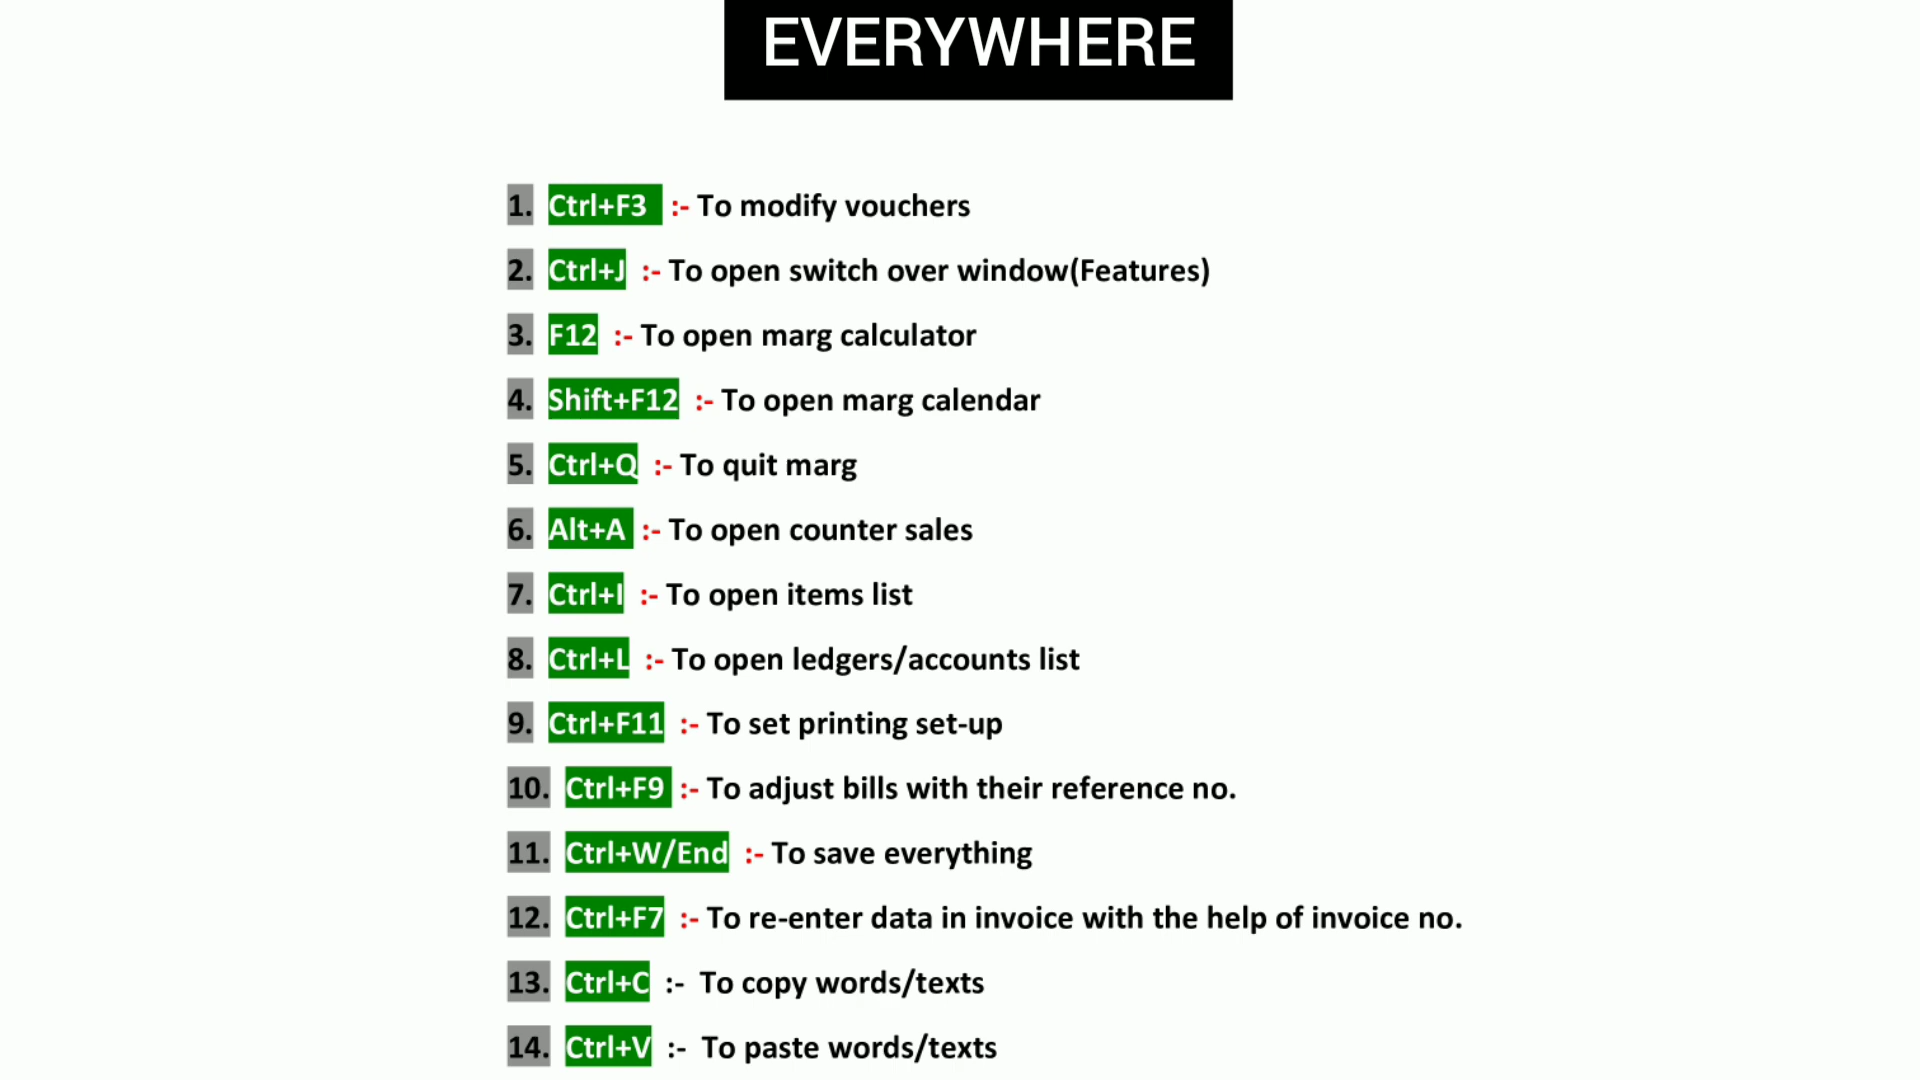 EVERYWHERE
1. Ctrl+F3 :- To modify vouchers
2. Ctrl+J :- To open switch over window(Features)
3. F12 :- To open marg calculator
4. Shift+F12 :- To open marg calendar
5. Ctrl+Q :- To quit marg
6. Alt+A :- To open counter sales
7. Ctrl+I :- To open items list
8. Ctrl+L :- To open ledgers/accounts list
9. Ctrl+F11 :- To set printing set-up
10. Ctrl+F9 :- To adjust bills with their reference no.
11. Ctrl+W/End :- To save everything
12. Ctrl+F7 :- To re-enter data in invoice with the help of invoice no.
13. Ctrl+C :- To copy words/texts
14. Ctrl+V :- To paste words/texts